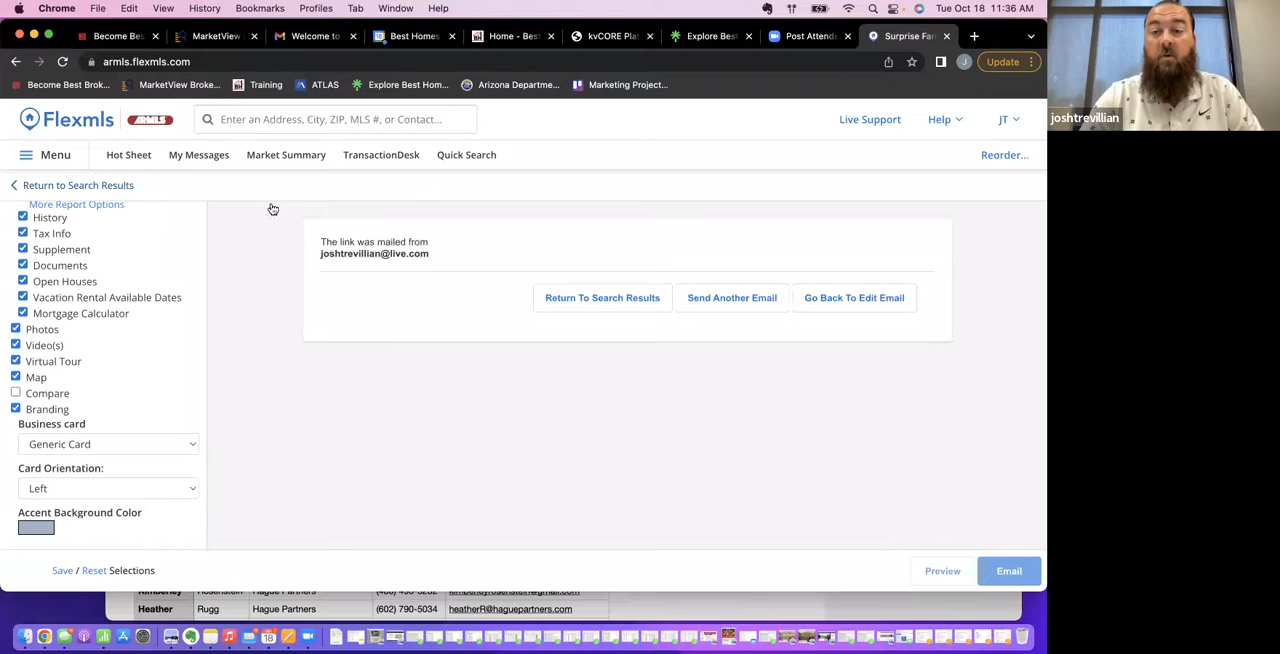 Chrome File Edit View History Bookmarks Profiles Tab Window Help Tue Oct 18 11:36 AM
Become Bes MarketView Welcome to Best Homes Home - Best kvCORE Pla Explore Best Post Attende Surprise Far
armls.flexmls.com Update
Become Best Brok... MarketView Broke... Training ATLAS Explore Best Hom... Arizona Departme... Marketing Project...
joshtrevillian
Flexmls ARMLS Enter an Address, City, ZIP, MLS #, or Contact... Live Support Help JT
Menu Hot Sheet My Messages Market Summary TransactionDesk Quick Search Reorder...
Return to Search Results
More Report Options
History
Tax Info
Supplement
Documents
Open Houses
Vacation Rental Available Dates
Mortgage Calculator
Photos
Video(s)
Virtual Tour
Map
Compare
Branding
Business card
Generic Card
Card Orientation:
Left
Accent Background Color
The link was mailed from
joshtrevillian@live.com
Return To Search Results Send Another Email Go Back To Edit Email
Save / Reset Selections Preview Email
Heather Rugg Hague Partners (602) 790-5034 heatherR@haguepartners.com